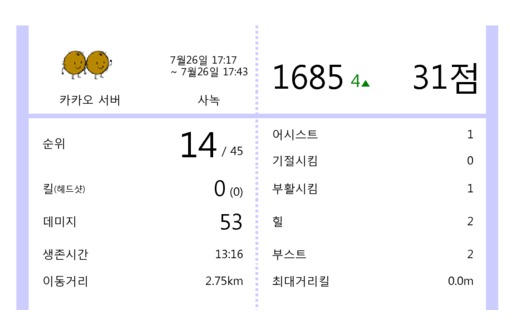 7월26일 17:17
~ 7월26일 17:43
카카오 서버
사녹
1685 4▲
31점
순위 14 / 45
킬(헤드샷) 0 (0)
데미지 53
생존시간 13:16
이동거리 2.75km
어시스트 1
기절시킴 0
부활시킴 1
힐 2
부스트 2
최대거리킬 0.0m